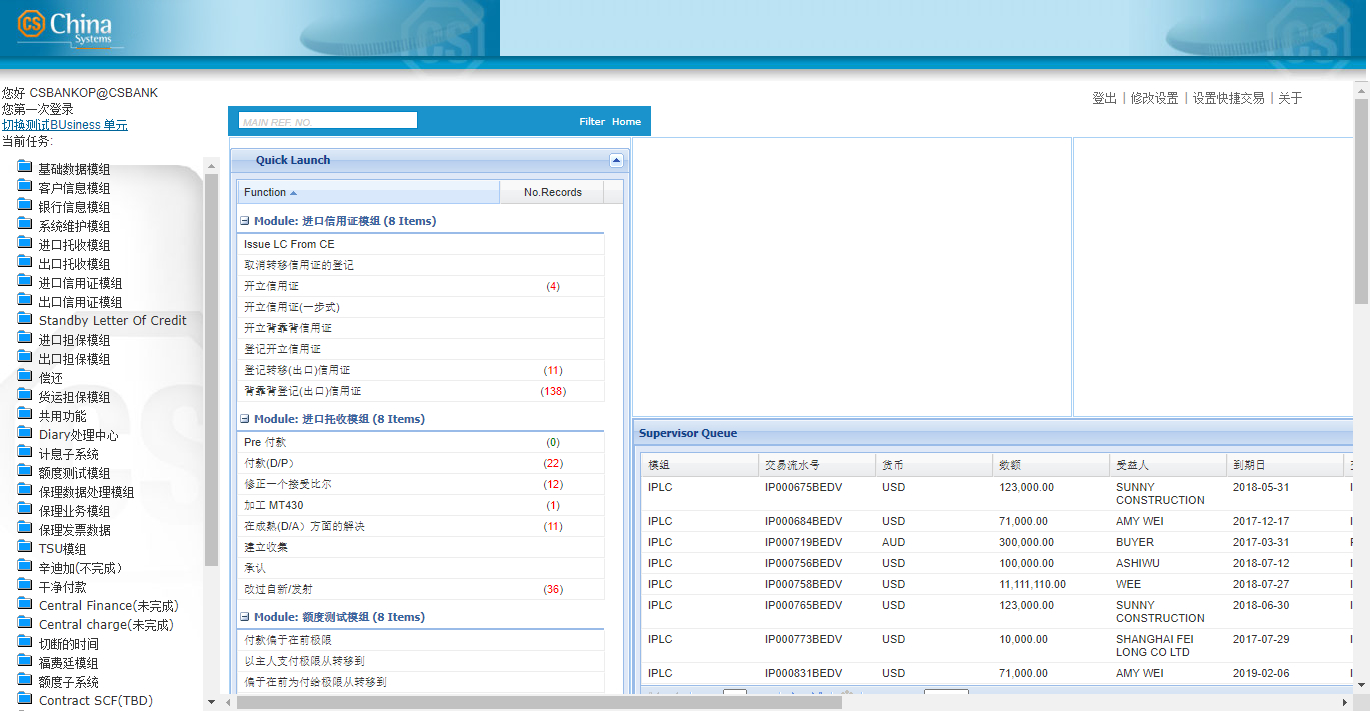 CS China
Systems
您好 CSBANKOP@CSBANK
您第一次登录
切换测试BUsiness 单元
当前任务:
登出 | 修改设置 | 设置快捷交易 | 关于
基础数据模组
客户信息模组
银行信息模组
系统维护模组
进口托收模组
出口托收模组
进口信用证模组
出口信用证模组
Standby Letter Of Credit
进口担保模组
出口担保模组
偿还
货运担保模组
共用功能
Diary处理中心
计息子系统
额度测试模组
保理数据处理模组
保理业务模组
保理发票数据
TSU模组
辛迪加(不完成）
干净付款
Central Finance(未完成)
Central charge(未完成)
切断的时间
福费廷模组
额度子系统
Contract SCF(TBD)
MAIN REF. NO. Filter Home
Quick Launch
Function No.Records
Module: 进口信用证模组 (8 Items)
Issue LC From CE
取消转移信用证的登记
开立信用证 (4)
开立信用证(一步式)
开立背靠背信用证
登记开立信用证
登记转移(出口)信用证 (11)
背靠背登记(出口)信用证 (138)
Module: 进口托收模组 (8 Items)
Pre 付款 (0)
付款(D/P） (22)
修正一个接受比尔 (12)
加工 MT430 (1)
在成熟(D/A）方面的解决 (11)
建立收集
承认
改过自新/发射 (36)
Module: 额度测试模组 (8 Items)
付款偏于在前极限
以主人支付极限从转移到
偏于在前为付给极限从转移到
Supervisor Queue
模组 交易流水号 货币 数额 受益人 到期日
IPLC IP000675BEDV USD 123,000.00 SUNNY CONSTRUCTION 2018-05-31
IPLC IP000684BEDV USD 71,000.00 AMY WEI 2017-12-17
IPLC IP000719BEDV AUD 300,000.00 BUYER 2017-03-31
IPLC IP000756BEDV USD 100,000.00 ASHIWU 2018-07-12
IPLC IP000758BEDV USD 11,111,110.00 WEE 2018-07-27
IPLC IP000765BEDV USD 123,000.00 SUNNY CONSTRUCTION 2018-06-30
IPLC IP000773BEDV USD 10,000.00 SHANGHAI FEI LONG CO LTD 2017-07-29
IPLC IP000831BEDV USD 71,000.00 AMY WEI 2019-02-06